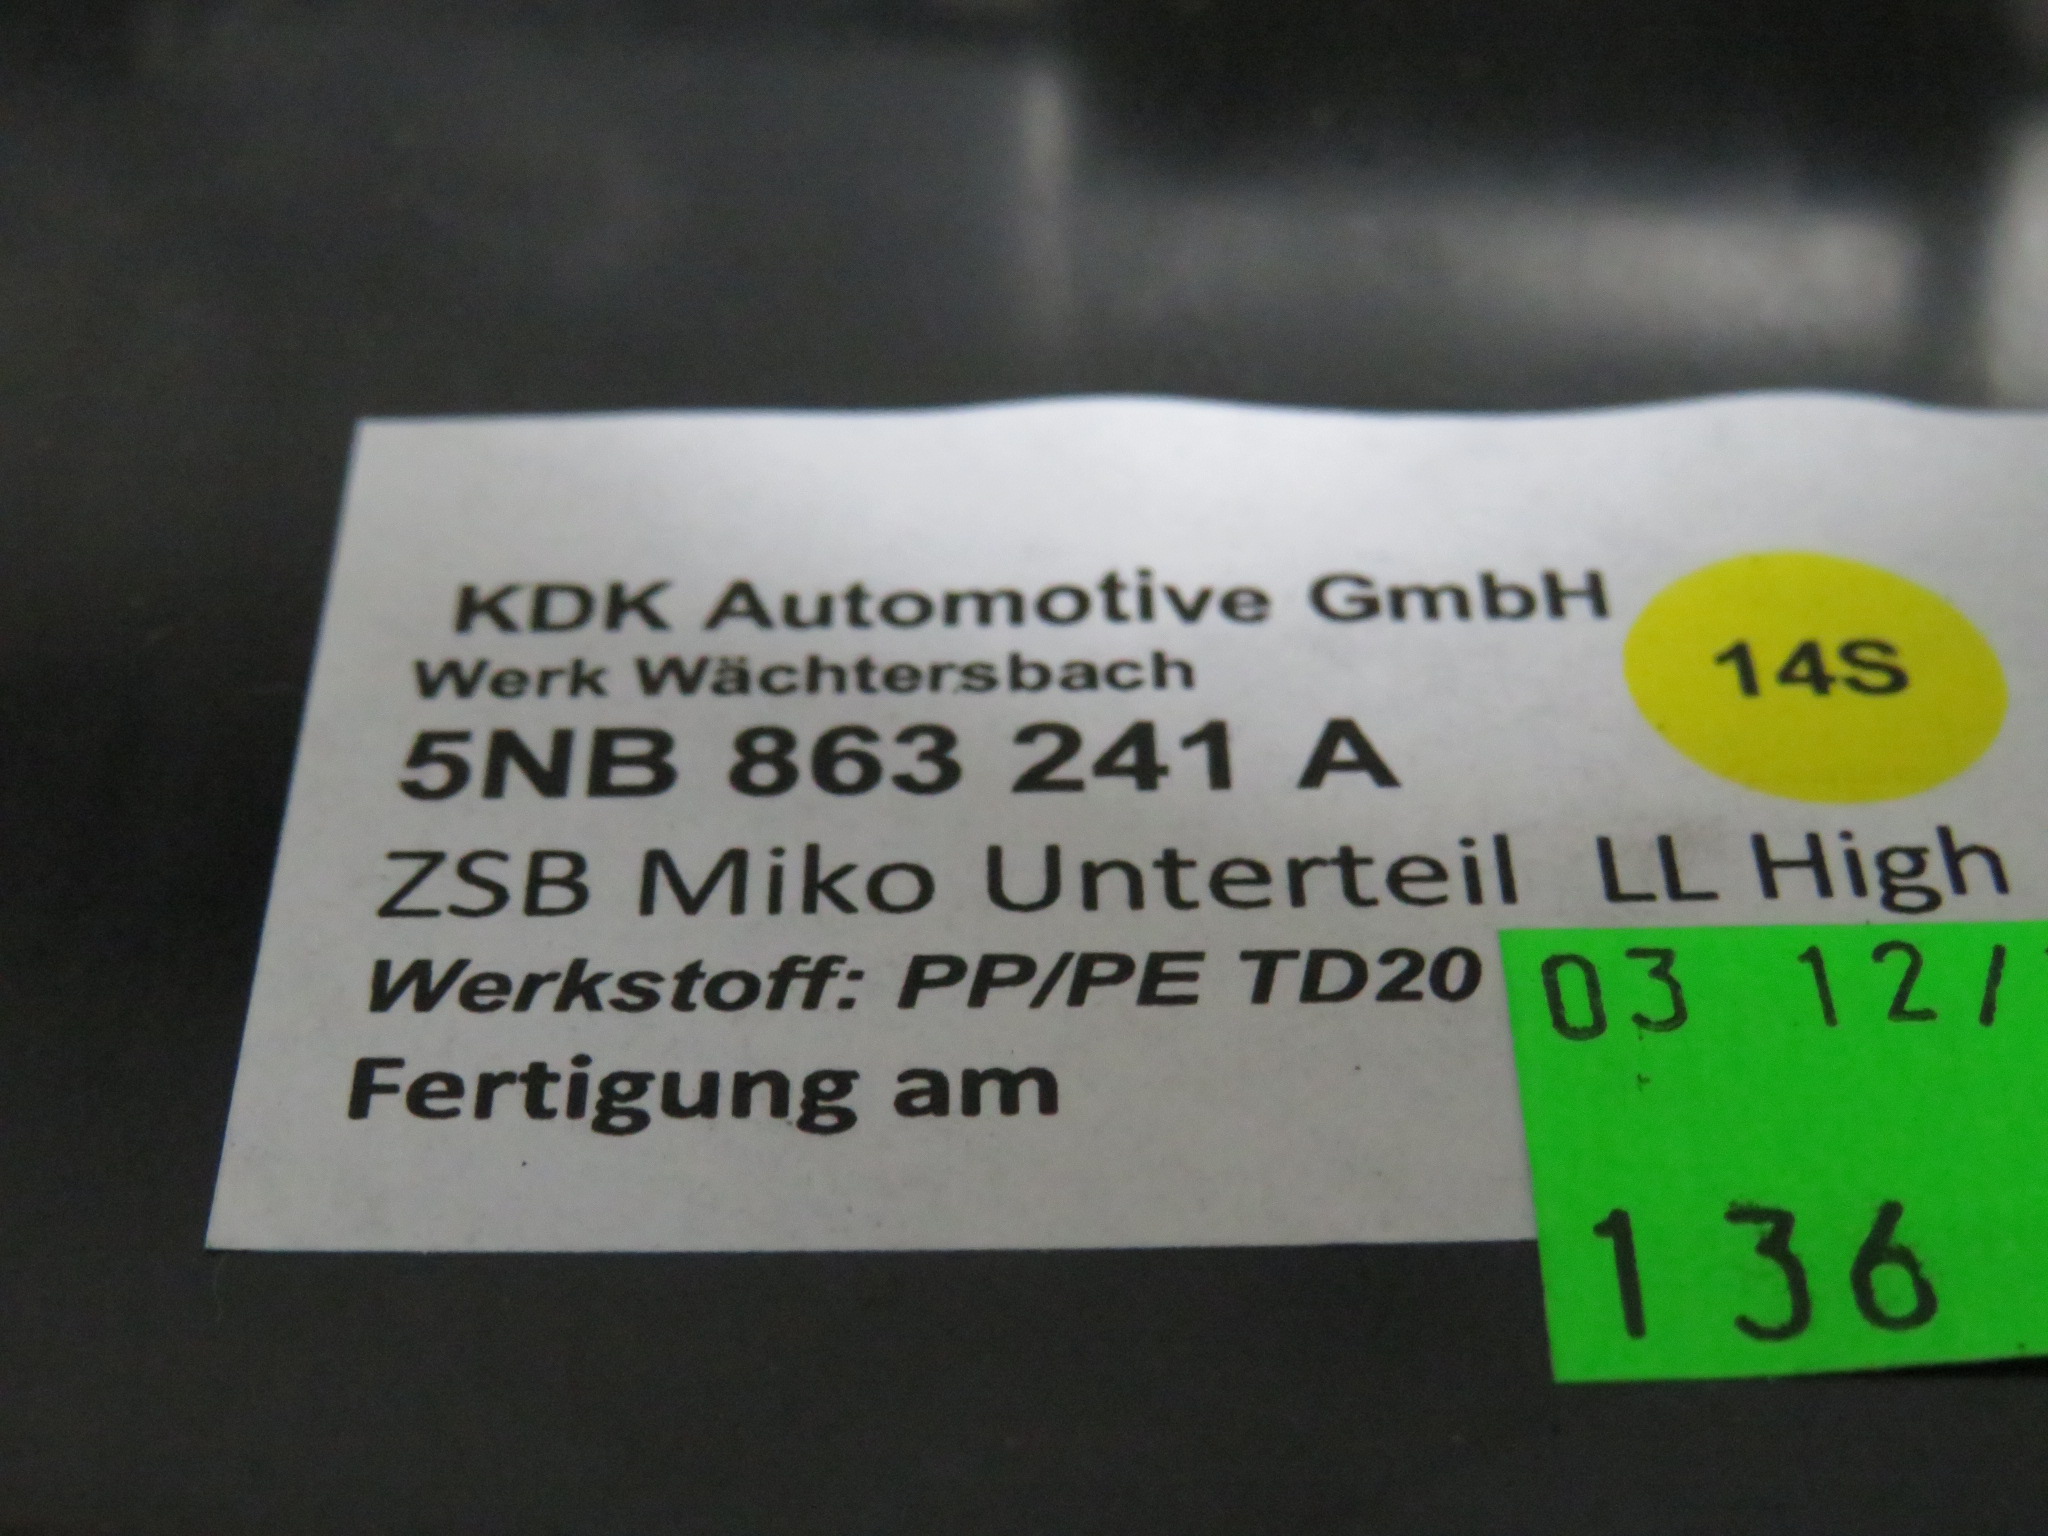 KDK Automotive GmbH
Werk Wächtersbach
14S
5NB 863 241 A
ZSB Miko Unterteil LL High
Werkstoff: PP/PE TD20
03 12/
Fertigung am
136